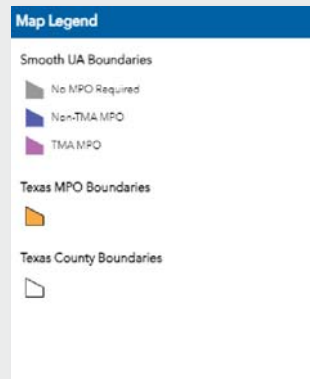 Map Legend
Smooth UA Boundaries
No MPO Required
Non-TMA MPO
TMA MPO
Texas MPO Boundaries
Texas County Boundaries